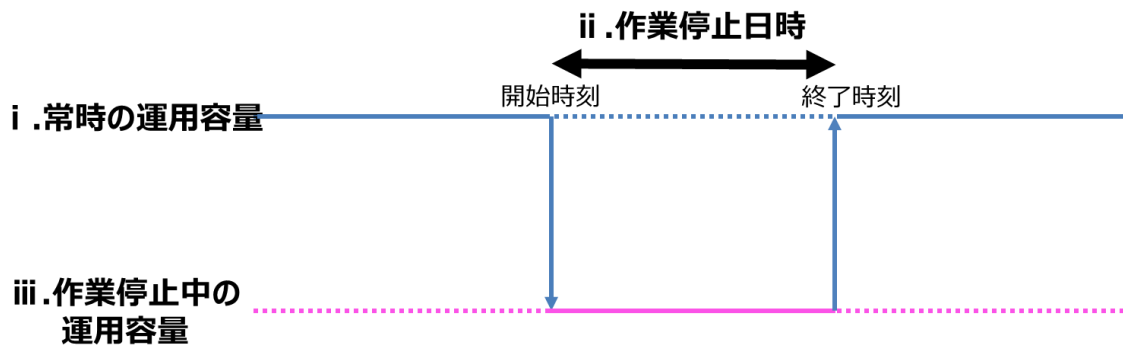 ⅱ.作業停止日時
開始時刻
終了時刻
ⅰ.常時の運用容量
ⅲ.作業停止中の
運用容量